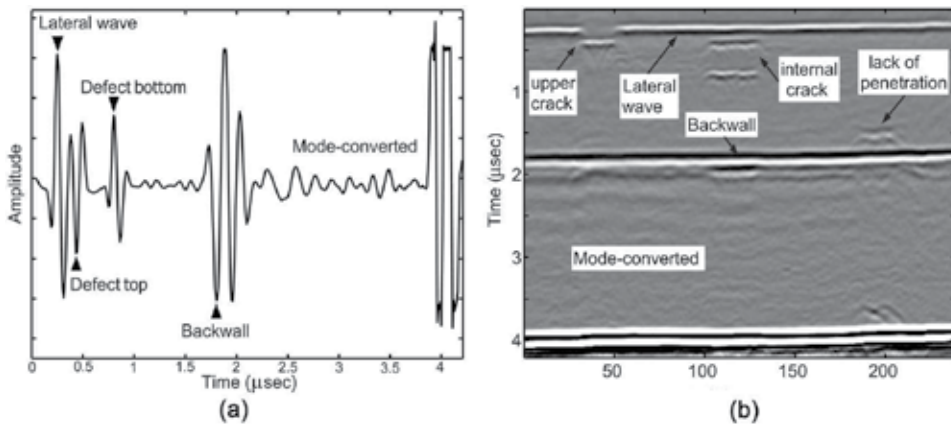 Lateral wave
Defect bottom
Mode-converted
Defect top
Backwall
Amplitude
0 0.5 1 1.5 2 2.5 3 3.5 4
Time (μsec)
(a)
upper
crack
Lateral
wave
internal
crack
lack of
penetration
Backwall
Mode-converted
Time (μsec)
1
2
3
4
50 100 150 200
(b)